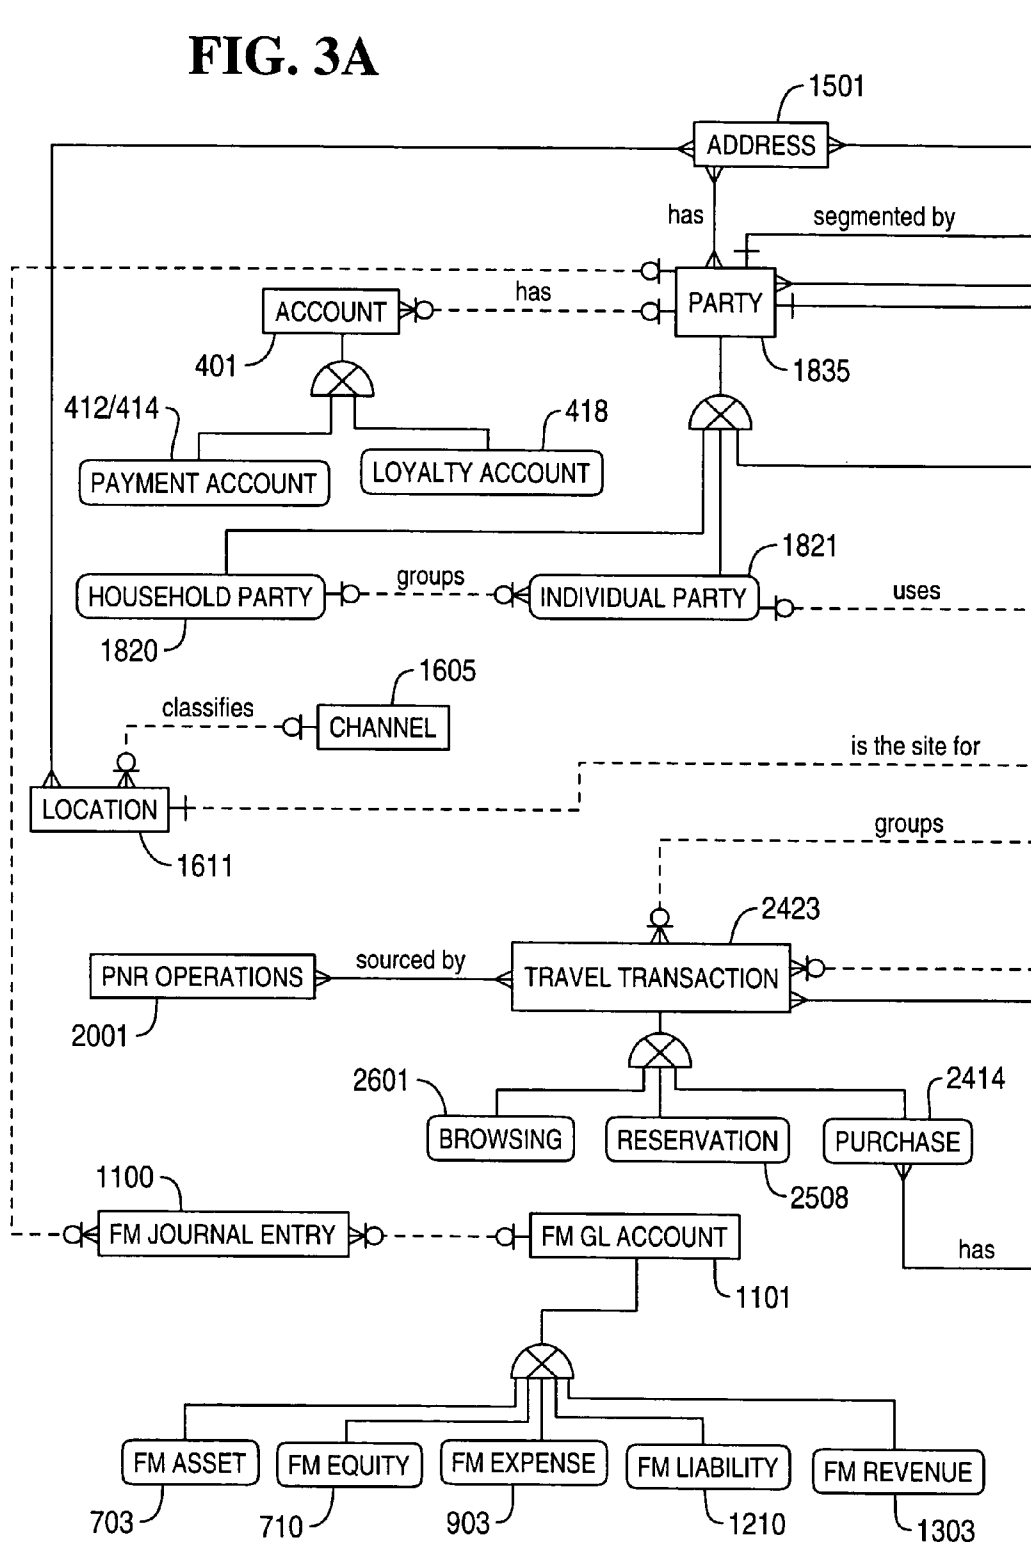 FIG. 3A
1501
ADDRESS
has
segmented by
ACCOUNT
has
PARTY
401
1835
412/414
418
PAYMENT ACCOUNT
LOYALTY ACCOUNT
1821
HOUSEHOLD PARTY
groups
INDIVIDUAL PARTY
uses
1820
1605
classifies
CHANNEL
is the site for
LOCATION
groups
1611
2423
PNR OPERATIONS
sourced by
TRAVEL TRANSACTION
2001
2601
2414
BROWSING
RESERVATION
PURCHASE
1100
2508
FM JOURNAL ENTRY
FM GL ACCOUNT
has
1101
FM ASSET
FM EQUITY
FM EXPENSE
FM LIABILITY
FM REVENUE
703
710
903
1210
1303